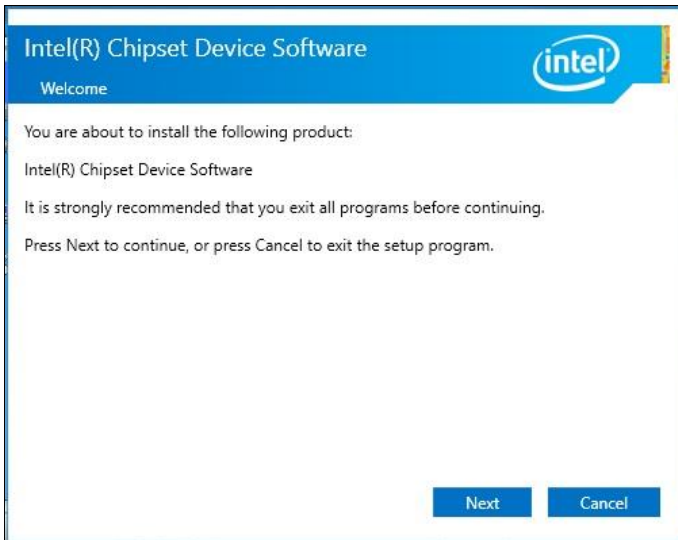 Intel(R) Chipset Device Software
intel
Welcome
You are about to install the following product:
Intel(R) Chipset Device Software
It is strongly recommended that you exit all programs before continuing.
Press Next to continue, or press Cancel to exit the setup program.
Next
Cancel